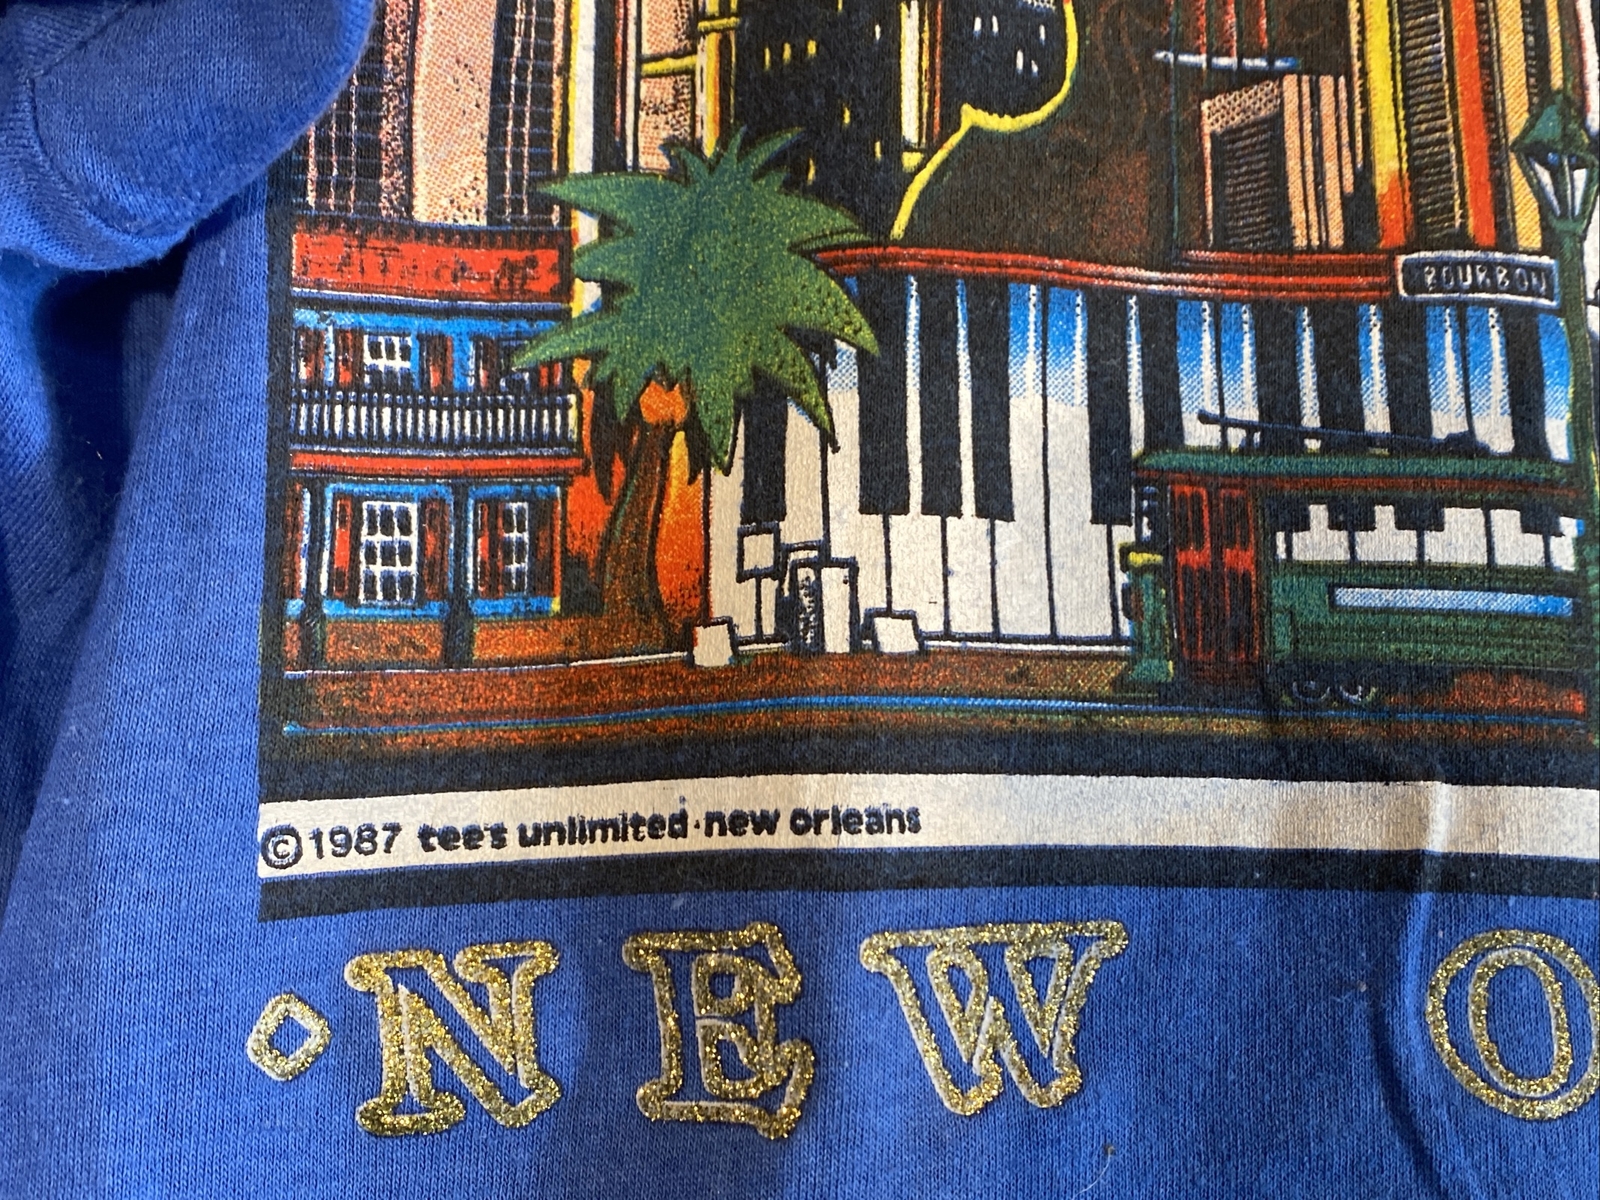 BOURBON
©1987 tee's unlimited·new orleans
NEW O